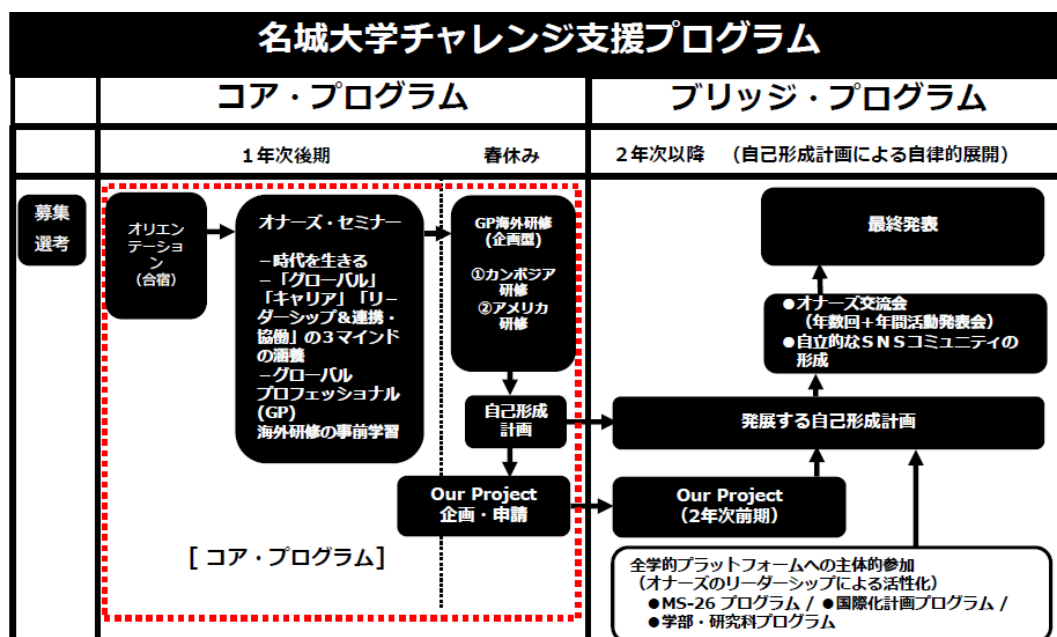 名城大学チャレンジ支援プログラム
コア・プログラム
ブリッジ・プログラム
1年次後期
春休み
2年次以降 (自己形成計画による自律的展開)
募集
選考
オリエン
テーショ
ン
(合宿)
オナーズ・セミナー
－時代を生きる
－「グローバル」
「キャリア」「リー
ダーシップ&連携・
協働」の3マインド
の涵養
－グローバル
プロフェッショナル
(GP)
海外研修の事前学習
GP海外研修
(企画型)
①カンボジア
研修
②アメリカ
研修
自己形成
計画
Our Project
企画・申請
[ コア・プログラム]
最終発表
●オナーズ交流会
(年数回＋年間活動発表会)
●自立的なSNSコミュニティの
形成
発展する自己形成計画
Our Project
(2年次前期)
全学的プラットフォームへの主体的参加
(オナーズのリーダーシップによる活性化)
●MS-26 プログラム / ●国際化計画プログラム /
●学部・研究科プログラム